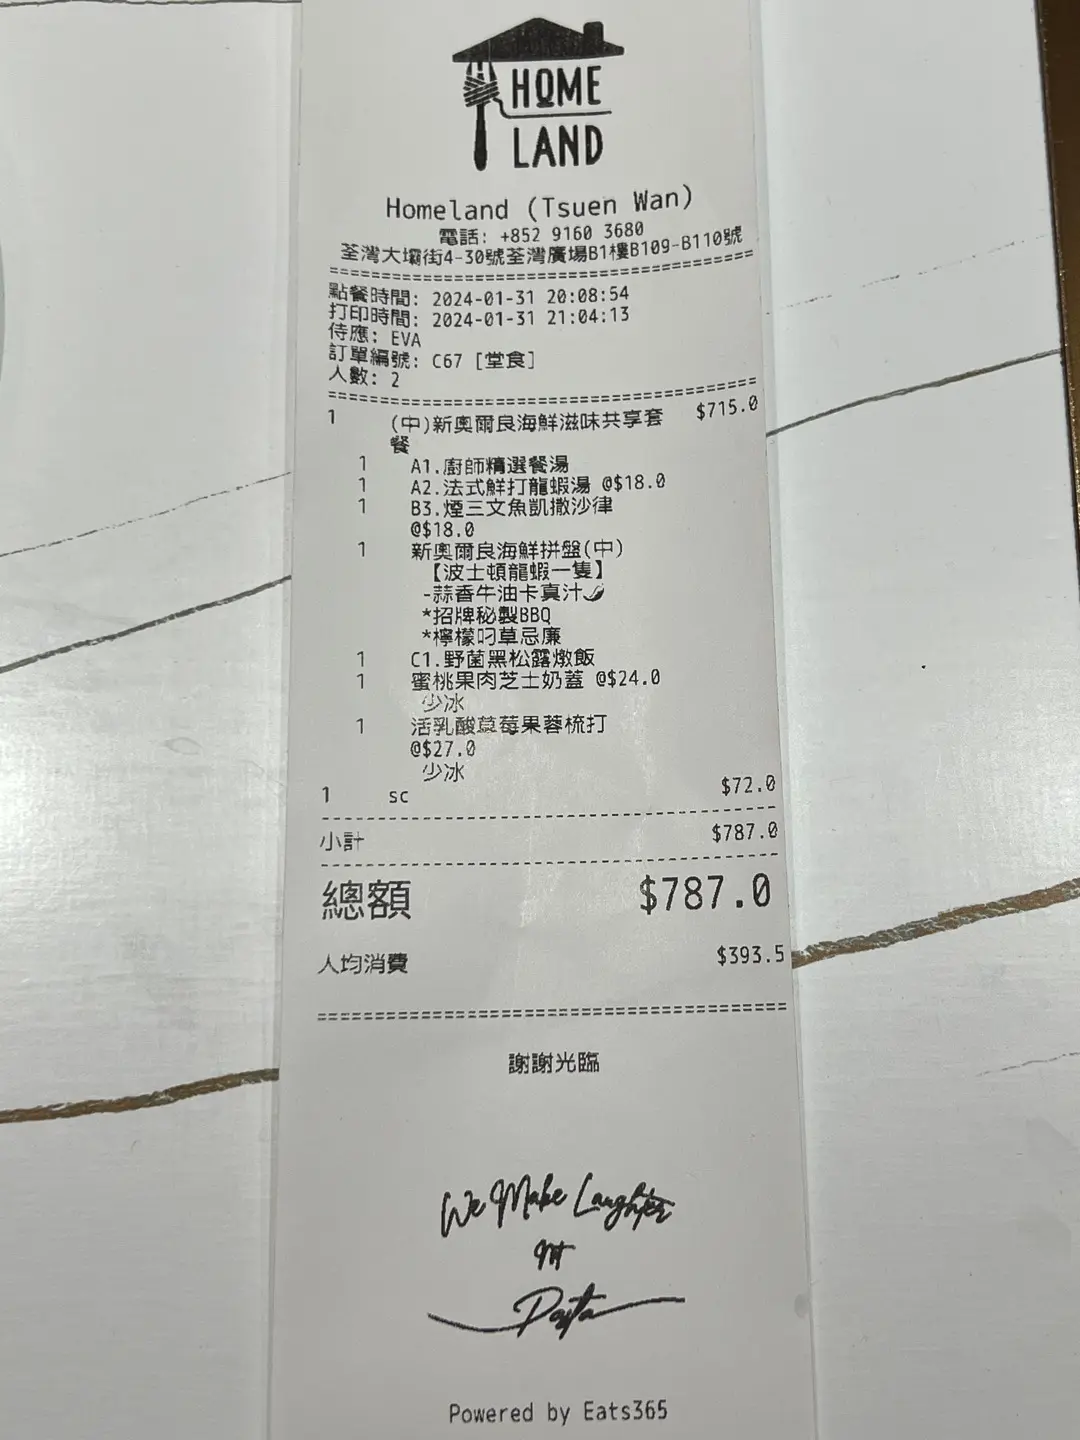 HOME
LAND
Homeland (Tsuen Wan)
電話: +852 9160 3680
荃灣大壩街4-30號荃灣廣場B1樓B109-B110號
點餐時間: 2024-01-31 20:08:54
打印時間: 2024-01-31 21:04:13
侍應: EVA
訂單編號: C67 [堂食]
人數: 2
1 (中)新奧爾良海鮮滋味共享套 $715.0
餐
1 A1.廚師精選餐湯
1 A2.法式鮮打龍蝦湯 @$18.0
1 B3.煙三文魚凱撒沙律
@$18.0
1 新奧爾良海鮮拼盤(中)
【波士頓龍蝦一隻】
-蒜香牛油卡真汁🌶
*招牌秘製BBQ
*檸檬叼草忌廉
1 C1.野菌黑松露燉飯
1 蜜桃果肉芝士奶蓋 @$24.0
少冰
1 活乳酸草莓果蓉梳打
@$27.0
少冰
1 sc $72.0
小計 $787.0
總額 $787.0
人均消費 $393.5
謝謝光臨
We Make Laughter
Pasta
Powered by Eats365